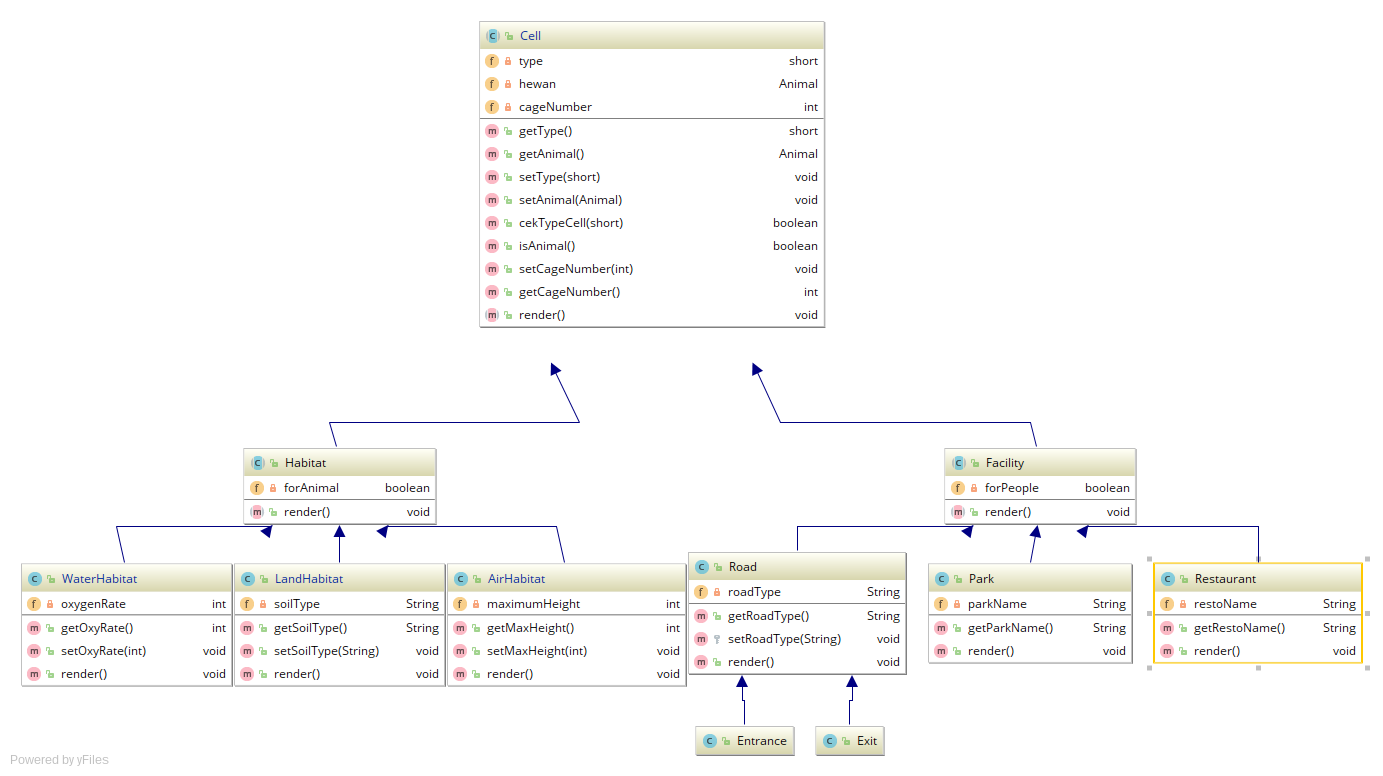 Cell
type short
hewan Animal
cageNumber int
getType() short
getAnimal() Animal
setType(short) void
setAnimal(Animal) void
cekTypeCell(short) boolean
isAnimal() boolean
setCageNumber(int) void
getCageNumber() int
render() void
Habitat
forAnimal boolean
render() void
Facility
forPeople boolean
render() void
WaterHabitat
oxygenRate int
getOxyRate() int
setOxyRate(int) void
render() void
LandHabitat
soilType String
getSoilType() String
setSoilType(String) void
render() void
AirHabitat
maximumHeight int
getMaxHeight() int
setMaxHeight(int) void
render() void
Road
roadType String
getRoadType() String
setRoadType(String) void
render() void
Park
parkName String
getParkName() String
render() void
Restaurant
restoName String
getRestoName() String
render() void
Entrance
Exit
Powered by yFiles